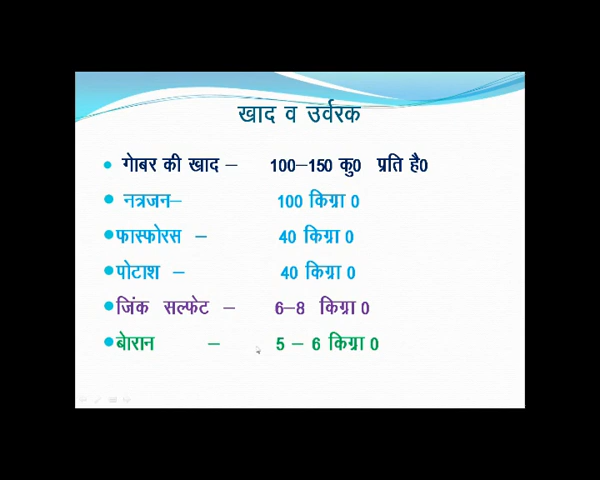 खाद व उर्वरक
• गेाबर की खाद – 100–150 कु0 प्रति है0
• नत्रजन– 100 किग्रा 0
• फास्फोरस – 40 किग्रा 0
• पोटाश – 40 किग्रा 0
• जिंक सल्फेट – 6–8 किग्रा 0
• बेारान – 5 – 6 किग्रा 0